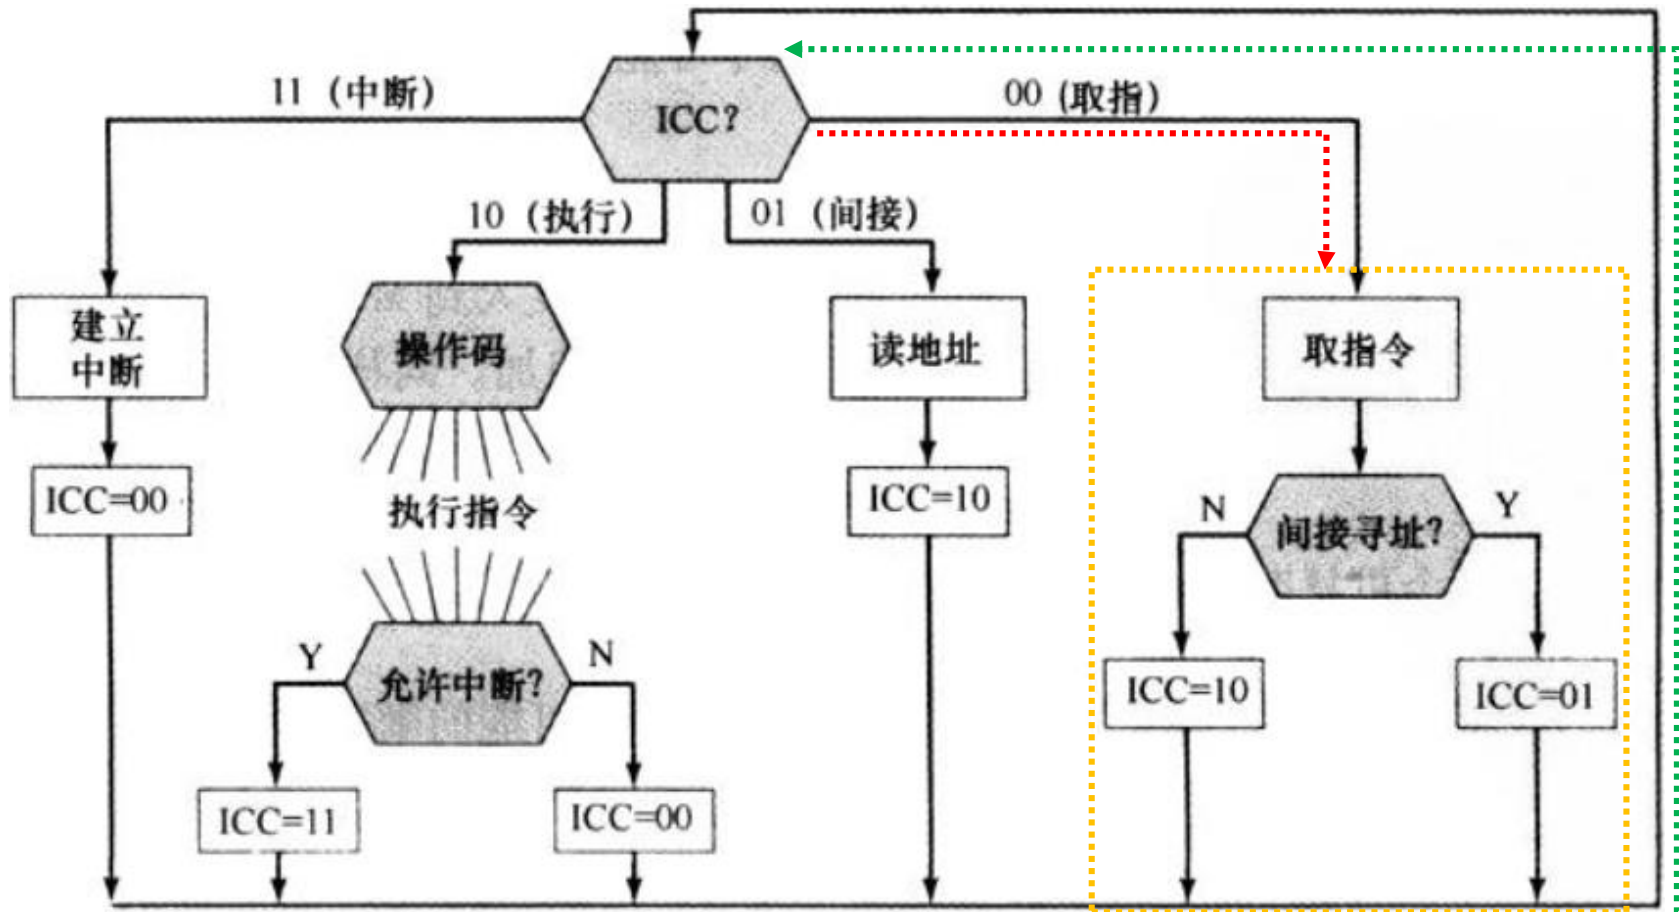 ICC?
11 (中断)
00 (取指)
10 (执行)
01 (间接)
建立
中断
操作码
读地址
取指令
ICC=00
执行指令
ICC=10
N
间接寻址?
Y
Y
允许中断?
N
ICC=10
ICC=01
ICC=11
ICC=00